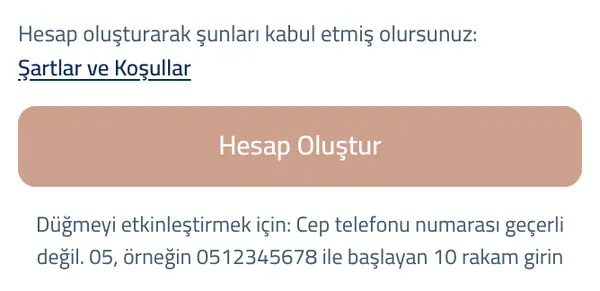 Hesap oluşturarak şunları kabul etmiş olursunuz:
Şartlar ve Koşullar
Hesap Oluştur
Düğmeyi etkinleştirmek için: Cep telefonu numarası geçerli
değil. 05, örneğin 0512345678 ile başlayan 10 rakam girin